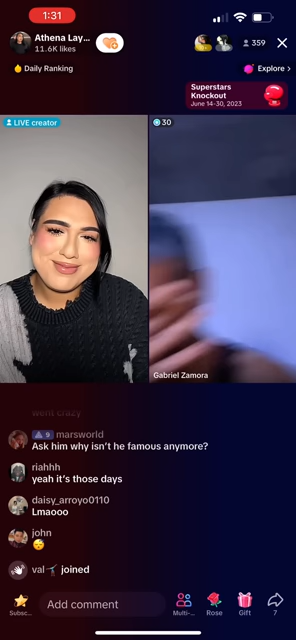 1:31
Athena Lay...
11.6K likes
359
Daily Ranking
Explore >
Superstars
Knockout
June 14-30, 2023
LIVE creator
30
Gabriel Zamora
went crazy
9 marsworld
Ask him why isn't he famous anymore?
riahhh
yeah it's those days
daisy_arroyo0110
Lmaooo
john
😴
val🔫 joined
Subsc...
Add comment
Multi-...
Rose
Gift
7